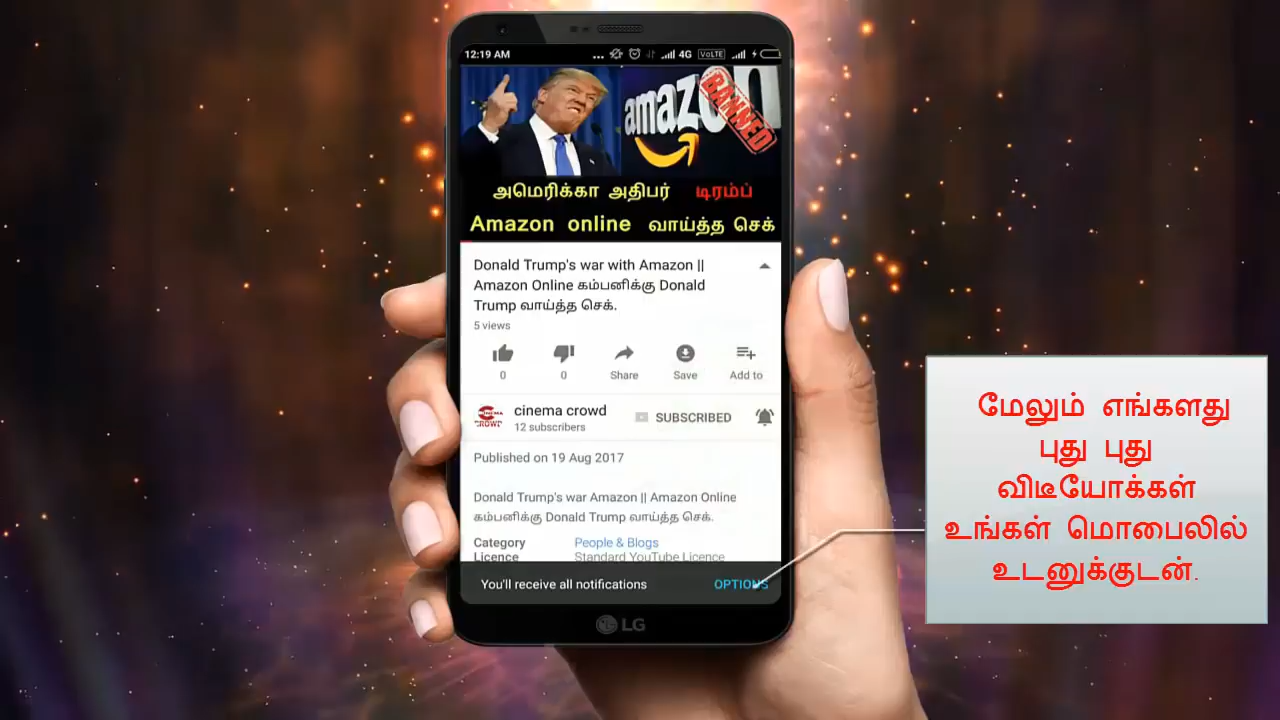 12:19 AM
4G VoLTE
amazon
BANNED
அமெரிக்கா அதிபர் டிரம்ப்
Amazon online வாய்த்த செக்
Donald Trump's war with Amazon ||
Amazon Online கம்பனிக்கு Donald
Trump வாய்த்த செக்.
5 views
0 0 Share Save Add to
CINEMA
CROWD
cinema crowd
SUBSCRIBED
12 subscribers
Published on 19 Aug 2017
Donald Trump's war Amazon || Amazon Online
கம்பனிக்கு Donald Trump வாய்த்த செக்.
Category People & Blogs
Licence Standard YouTube Licence
You'll receive all notifications OPTIONS
LG
மேலும் எங்களது
புது புது
விடீயோக்கள்
உங்கள் மொபைலில்
உடனுக்குடன்.